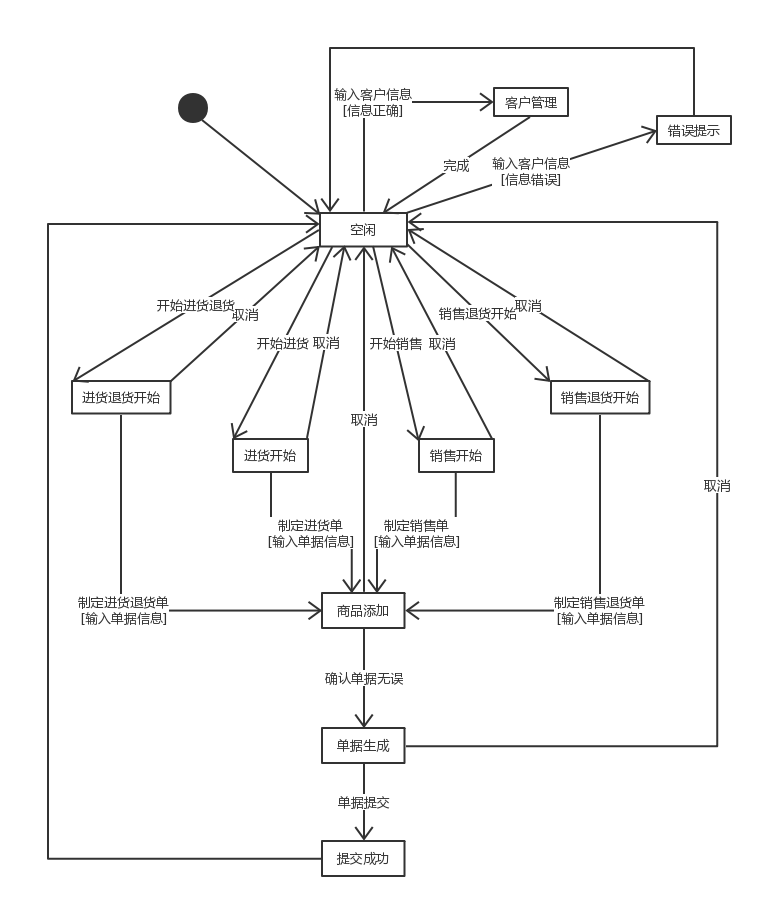 输入客户信息
[信息正确]
客户管理
错误提示
完成
输入客户信息
[信息错误]
空闲
开始进货退货
取消
销售退货开始
取消
开始进货
取消
开始销售
取消
进货退货开始
销售退货开始
取消
进货开始
销售开始
取消
制定进货单
[输入单据信息]
制定销售单
[输入单据信息]
制定进货退货单
[输入单据信息]
商品添加
制定销售退货单
[输入单据信息]
确认单据无误
单据生成
单据提交
提交成功